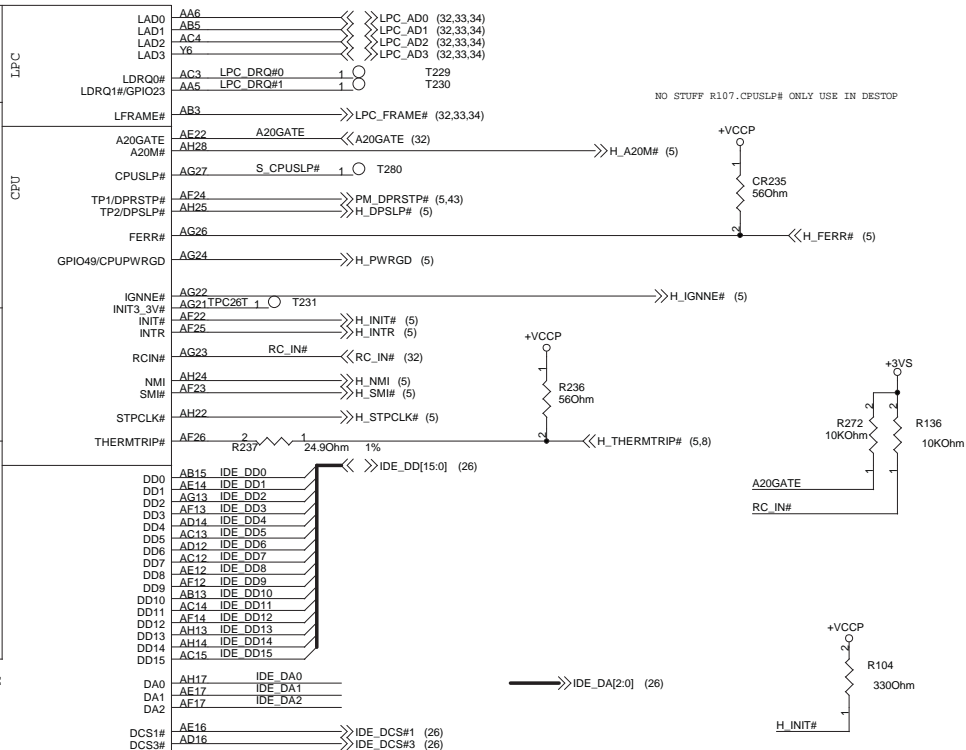 LPC
LAD0 AA6 LPC_AD0 (32,33,34)
LAD1 AB5 LPC_AD1 (32,33,34)
LAD2 AC4 LPC_AD2 (32,33,34)
LAD3 Y6 LPC_AD3 (32,33,34)
LDRQ0# AC3 LPC_DRQ#0 1 T229
LDRQ1#/GPIO23 AA5 LPC_DRQ#1 1 T230
NO STUFF R107.CPUSLP# ONLY USE IN DESTOP
LFRAME# AB3 LPC_FRAME# (32,33,34)
CPU
A20GATE AE22 A20GATE A20GATE (32)
A20M# AH28 H_A20M# (5)
CPUSLP# AG27 S_CPUSLP# 1 T280
TP1/DPRSTP# AF24 PM_DPRSTP# (5,43)
TP2/DPSLP# AH25 H_DPSLP# (5)
+VCCP
1
CR235
56Ohm
2
FERR# AG26 H_FERR# (5)
GPIO49/CPUPWRGD AG24 H_PWRGD (5)
IGNNE# AG22 H_IGNNE# (5)
INIT3_3V# AG21 TPC26T 1 T231
INIT# AF22 H_INIT# (5)
INTR AF25 H_INTR (5)
RCIN# AG23 RC_IN# RC_IN# (32)
NMI AH24 H_NMI (5)
SMI# AF23 H_SMI# (5)
STPCLK# AH22 H_STPCLK# (5)
+VCCP
1
R236
56Ohm
2
THERMTRIP# AF26 2 1 H_THERMTRIP# (5,8)
R237 24.9Ohm 1%
+3VS
2 2
R272 R136
10KOhm 10KOhm
1 1
A20GATE
RC_IN#
IDE_DD[15:0] (26)
DD0 AB15 IDE_DD0
DD1 AE14 IDE_DD1
DD2 AG13 IDE_DD2
DD3 AF13 IDE_DD3
DD4 AD14 IDE_DD4
DD5 AC13 IDE_DD5
DD6 AD12 IDE_DD6
DD7 AC12 IDE_DD7
DD8 AE12 IDE_DD8
DD9 AF12 IDE_DD9
DD10 AB13 IDE_DD10
DD11 AC14 IDE_DD11
DD12 AF14 IDE_DD12
DD13 AH13 IDE_DD13
DD14 AH14 IDE_DD14
DD15 AC15 IDE_DD15
DA0 AH17 IDE_DA0
DA1 AE17 IDE_DA1
DA2 AF17 IDE_DA2
IDE_DA[2:0] (26)
DCS1# AE16 IDE_DCS#1 (26)
DCS3# AD16 IDE_DCS#3 (26)
+VCCP
2
R104
330Ohm
1
H_INIT#